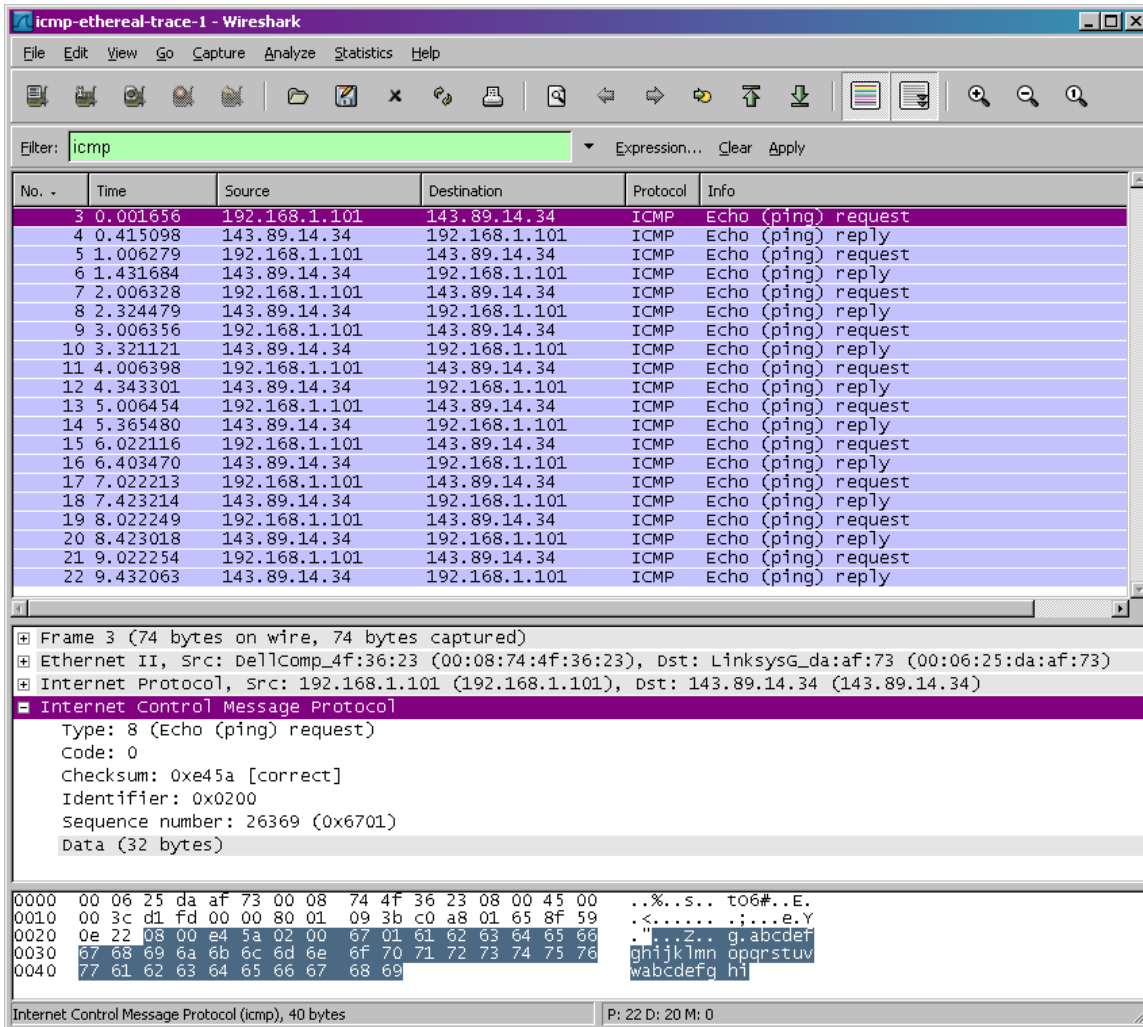 icmp-ethereal-trace-1 - Wireshark
File Edit View Go Capture Analyze Statistics Help
Filter: icmp Expression... Clear Apply
No. - Time Source Destination Protocol Info
3 0.001656 192.168.1.101 143.89.14.34 ICMP Echo (ping) request
4 0.415098 143.89.14.34 192.168.1.101 ICMP Echo (ping) reply
5 1.006279 192.168.1.101 143.89.14.34 ICMP Echo (ping) request
6 1.431684 143.89.14.34 192.168.1.101 ICMP Echo (ping) reply
7 2.006328 192.168.1.101 143.89.14.34 ICMP Echo (ping) request
8 2.324479 143.89.14.34 192.168.1.101 ICMP Echo (ping) reply
9 3.006356 192.168.1.101 143.89.14.34 ICMP Echo (ping) request
10 3.321121 143.89.14.34 192.168.1.101 ICMP Echo (ping) reply
11 4.006398 192.168.1.101 143.89.14.34 ICMP Echo (ping) request
12 4.343301 143.89.14.34 192.168.1.101 ICMP Echo (ping) reply
13 5.006454 192.168.1.101 143.89.14.34 ICMP Echo (ping) request
14 5.365480 143.89.14.34 192.168.1.101 ICMP Echo (ping) reply
15 6.022116 192.168.1.101 143.89.14.34 ICMP Echo (ping) request
16 6.403470 143.89.14.34 192.168.1.101 ICMP Echo (ping) reply
17 7.022213 192.168.1.101 143.89.14.34 ICMP Echo (ping) request
18 7.423214 143.89.14.34 192.168.1.101 ICMP Echo (ping) reply
19 8.022249 192.168.1.101 143.89.14.34 ICMP Echo (ping) request
20 8.423018 143.89.14.34 192.168.1.101 ICMP Echo (ping) reply
21 9.022254 192.168.1.101 143.89.14.34 ICMP Echo (ping) request
22 9.432063 143.89.14.34 192.168.1.101 ICMP Echo (ping) reply
Frame 3 (74 bytes on wire, 74 bytes captured)
Ethernet II, Src: DellComp_4f:36:23 (00:08:74:4f:36:23), Dst: LinksysG_da:af:73 (00:06:25:da:af:73)
Internet Protocol, Src: 192.168.1.101 (192.168.1.101), Dst: 143.89.14.34 (143.89.14.34)
Internet Control Message Protocol
Type: 8 (Echo (ping) request)
Code: 0
Checksum: 0xe45a [correct]
Identifier: 0x0200
Sequence number: 26369 (0x6701)
Data (32 bytes)
0000 00 06 25 da af 73 00 08 74 4f 36 23 08 00 45 00 ..%..s.. tO6#..E.
0010 00 3c d1 fd 00 00 80 01 09 3b c0 a8 01 65 8f 59 .<...... .;...e.Y
0020 0e 22 08 00 e4 5a 02 00 67 01 61 62 63 64 65 66 ."...Z.. g.abcdef
0030 67 68 69 6a 6b 6c 6d 6e 6f 70 71 72 73 74 75 76 ghijklmn opqrstuv
0040 77 61 62 63 64 65 66 67 68 69 wabcdefg hi
Internet Control Message Protocol (icmp), 40 bytes P: 22 D: 20 M: 0